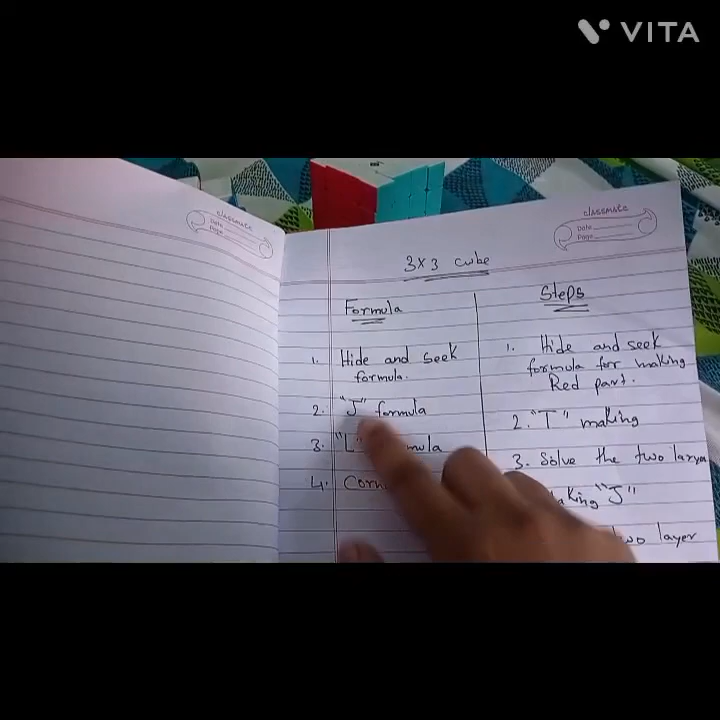 VITA
classmate
Date
Page
classmate
Date
Page
3x3 cube
Formula
1. Hide and seek
formula.
2. "J" formula
3. "L"
4.
Steps
1. Hide and seek
formula for making
Red part.
2. "T" making
3. Solve the two layer
"J"
two layer